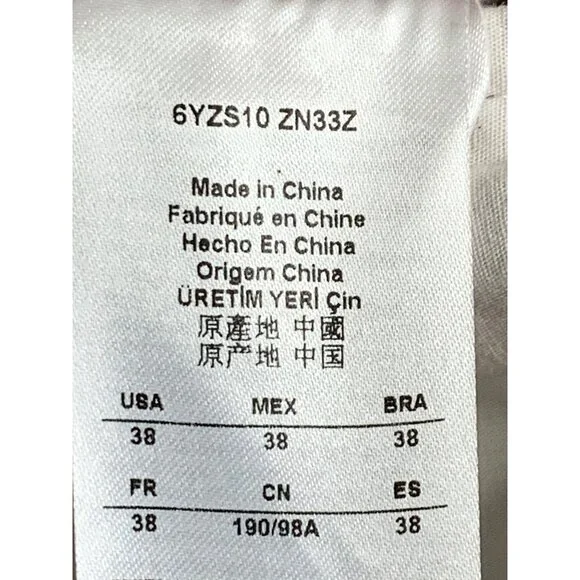 6YZS10 ZN33Z
Made in China
Fabriqué en Chine
Hecho En China
Origem China
ÜRETİM YERİ Çin
原產地 中國
原产地 中国
USA MEX BRA
38 38 38
FR CN ES
38 190/98A 38